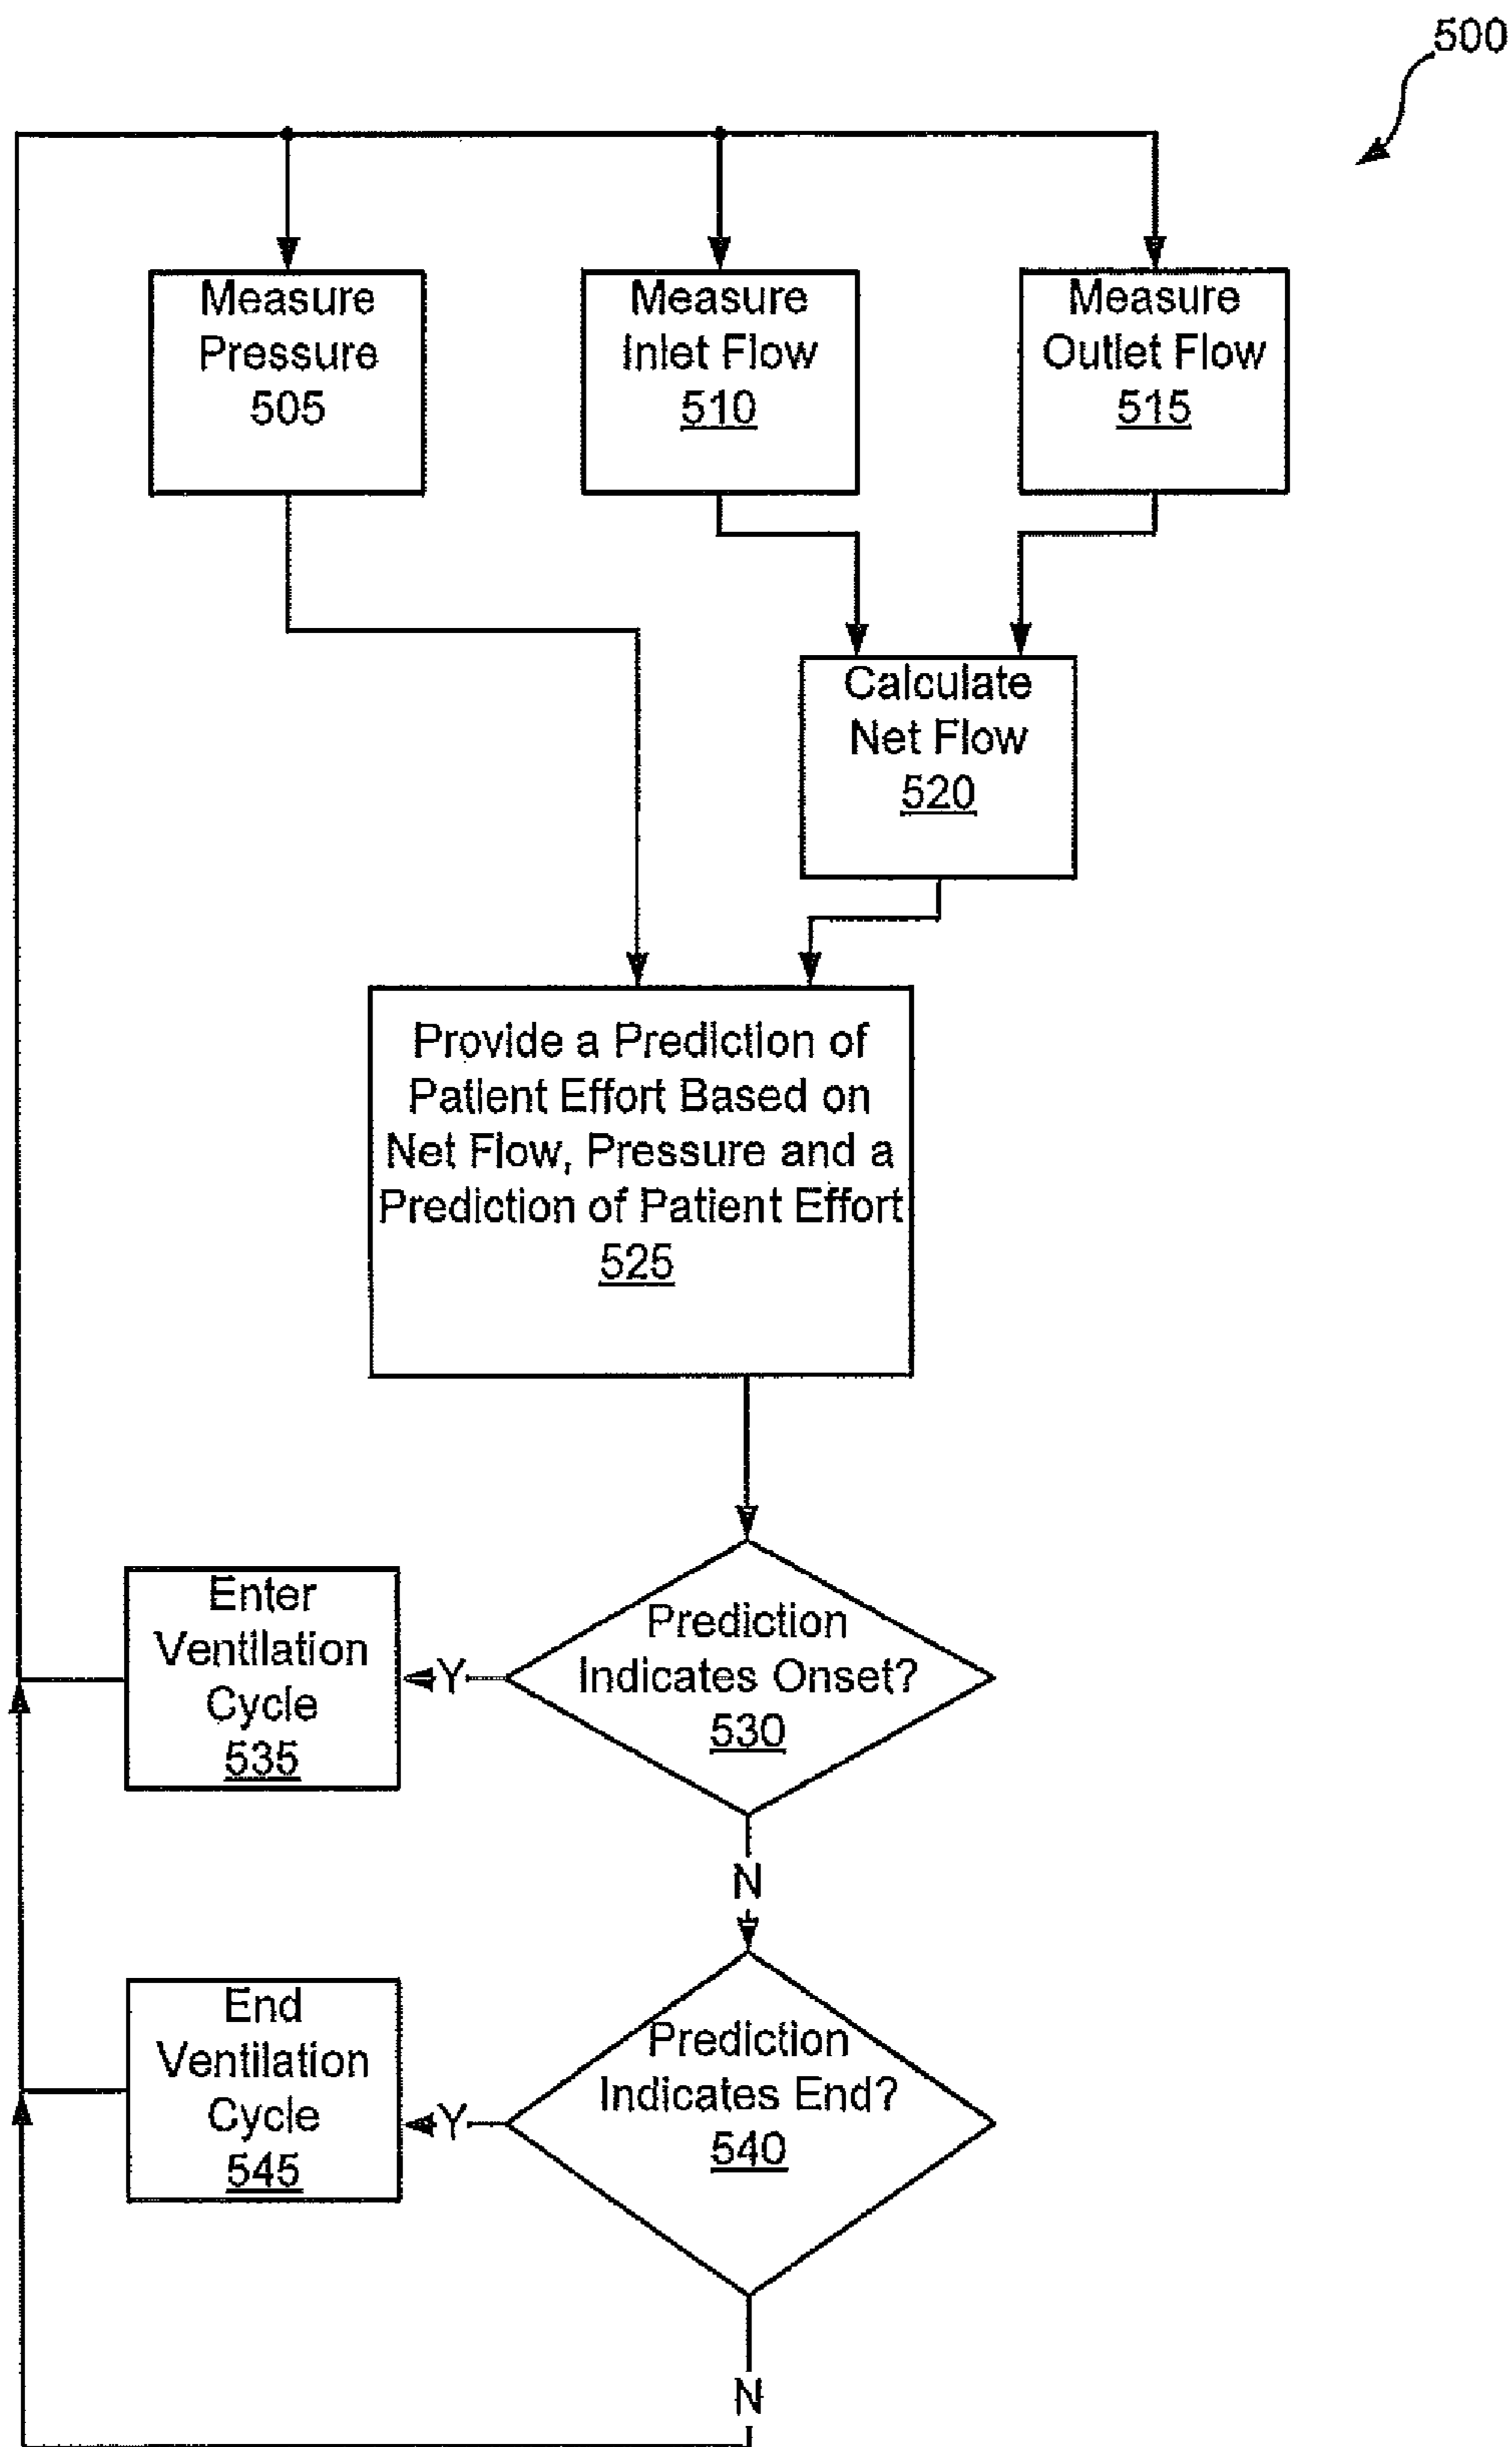 500
Measure
Pressure
505
Measure
Inlet Flow
510
Measure
Outlet Flow
515
Calculate
Net Flow
520
Provide a Prediction of
Patient Effort Based on
Net Flow, Pressure and a
Prediction of Patient Effort
525
Prediction
Indicates Onset?
530
Y
Enter
Ventilation
Cycle
535
N
Prediction
Indicates End?
540
Y
End
Ventilation
Cycle
545
N